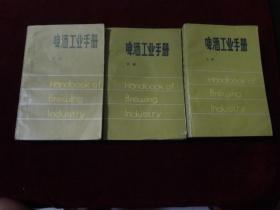 啤酒工业手册
Handbook of
Brewing
Industry
啤酒工业手册
Handbook of
Brewing
Industry
啤酒工业手册
Handbook of
Brewing
Industry